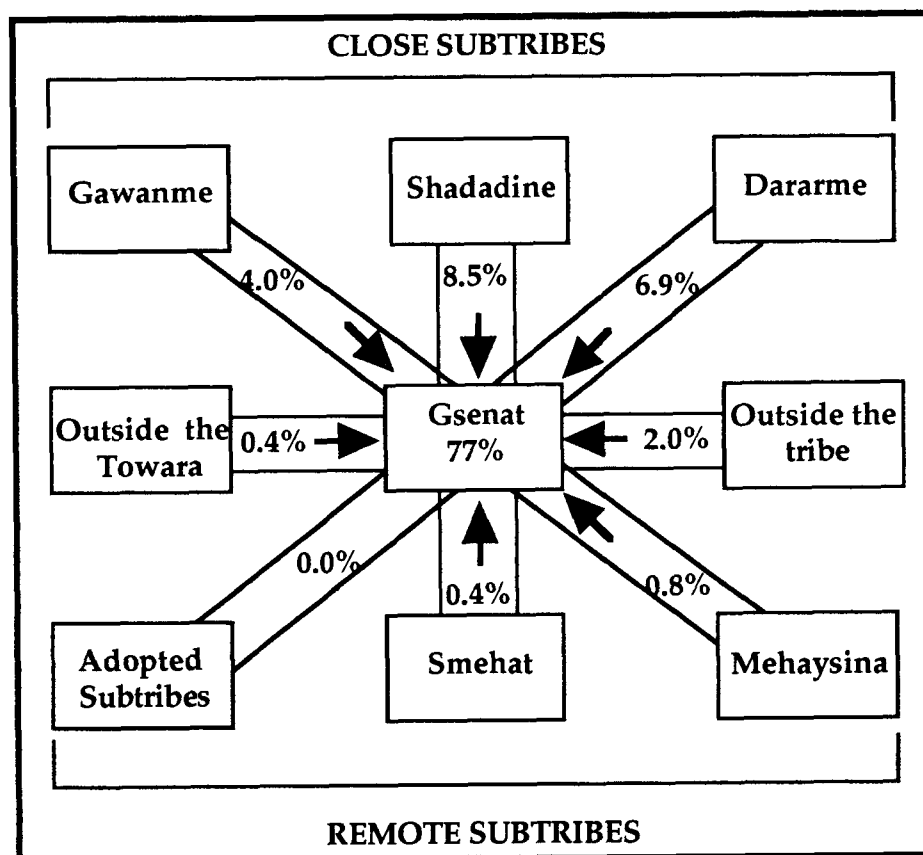 CLOSE SUBTRIBES
Gawanme
Shadadine
Dararme
4.0%
8.5%
6.9%
Outside the
Towara
0.4%
Gsenat
77%
2.0%
Outside the
tribe
0.0%
0.4%
0.8%
Adopted
Subtribes
Smehat
Mehaysina
REMOTE SUBTRIBES